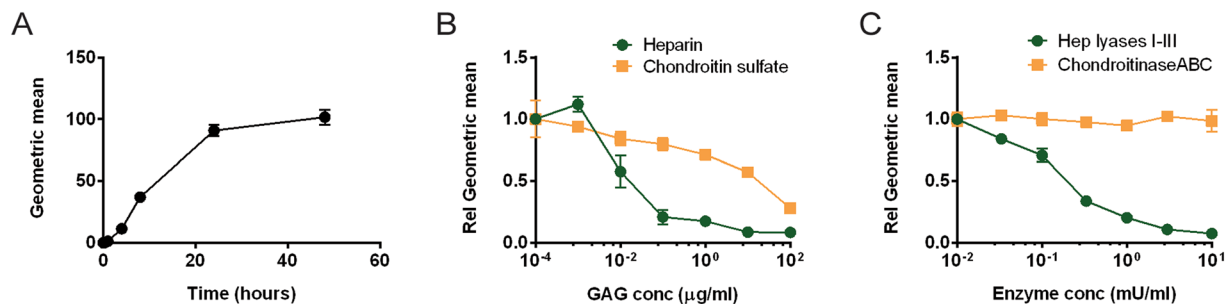 A
Geometric mean
150
100
50
0
0 20 40 60
Time (hours)
B
Heparin
Chondroitin sulfate
Rel Geometric mean
1.5
1.0
0.5
0.0
10⁻⁴ 10⁻² 10⁰ 10²
GAG conc (μg/ml)
C
Hep lyases I-III
ChondroitinaseABC
Rel Geometric mean
1.5
1.0
0.5
0.0
10⁻² 10⁻¹ 10⁰ 10¹
Enzyme conc (mU/ml)